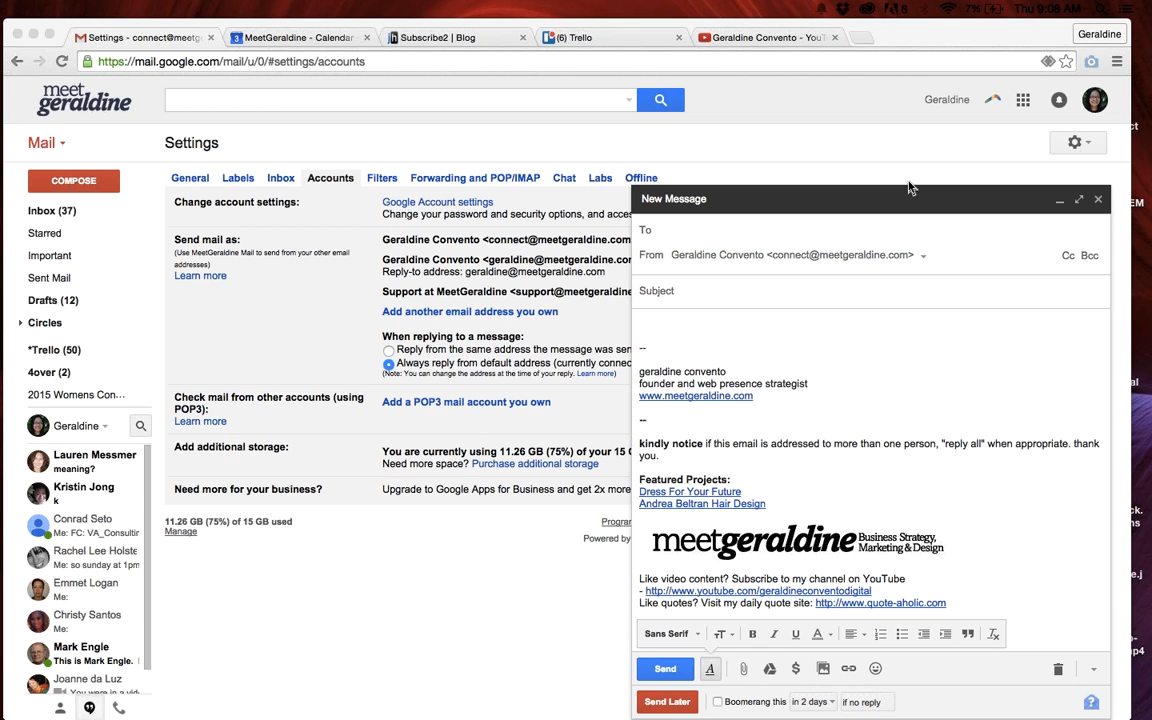 7%
Thu 9:08 AM
Settings - connect@meetg
MeetGeraldine - Calendar
Subscribe2 | Blog
(6) Trello
Geraldine Convento - YouT
Geraldine
https://mail.google.com/mail/u/0/#settings/accounts
meet
geraldine
Geraldine
Mail
Settings
COMPOSE
General Labels Inbox Accounts Filters Forwarding and POP/IMAP Chat Labs Offline
Inbox (37)
Starred
Important
Sent Mail
Drafts (12)
Circles
*Trello (50)
4over (2)
2015 Womens Con...
Geraldine
Lauren Messmer
meaning?
Kristin Jong
k
Conrad Seto
Me: FC: VA_Consultin
Rachel Lee Holste
Me: so sunday at 1pm
Emmet Logan
Me:
Christy Santos
Me:
Mark Engle
This is Mark Engle.
Joanne da Luz
You were in a vid
Change account settings:
Google Account settings
Change your password and security options, and acces
Send mail as:
(Use MeetGeraldine Mail to send from your other email
addresses)
Learn more
Geraldine Convento <connect@meetgeraldine.com
Geraldine Convento <geraldine@meetgeraldine.com
Reply-to address: geraldine@meetgeraldine.com
Support at MeetGeraldine <support@meetgeraldine
Add another email address you own
When replying to a message:
Reply from the same address the message was sen
Always reply from default address (currently connec
(Note: You can change the address at the time of your reply. Learn more)
Check mail from other accounts (using
POP3):
Learn more
Add a POP3 mail account you own
Add additional storage:
You are currently using 11.26 GB (75%) of your 15 G
Need more space? Purchase additional storage
Need more for your business?
Upgrade to Google Apps for Business and get 2x more
11.26 GB (75%) of 15 GB used
Manage
Progran
Powered by
New Message
To
From Geraldine Convento <connect@meetgeraldine.com>
Cc Bcc
Subject
--
geraldine convento
founder and web presence strategist
www.meetgeraldine.com
--
kindly notice if this email is addressed to more than one person, "reply all" when appropriate. thank
you.
Featured Projects:
Dress For Your Future
Andrea Beltran Hair Design
meetgeraldine Business Strategy,
Marketing & Design
Like video content? Subscribe to my channel on YouTube
- http://www.youtube.com/geraldineconventodigital
Like quotes? Visit my daily quote site: http://www.quote-aholic.com
Sans Serif
Send
Send Later
Boomerang this in 2 days if no reply